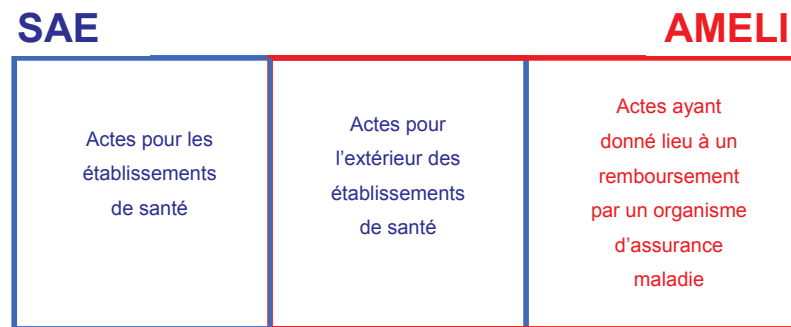 SAE
AMELI
Actes pour les
établissements
de santé
Actes pour
l'extérieur des
établissements
de santé
Actes ayant
donné lieu à un
remboursement
par un organisme
d'assurance
maladie